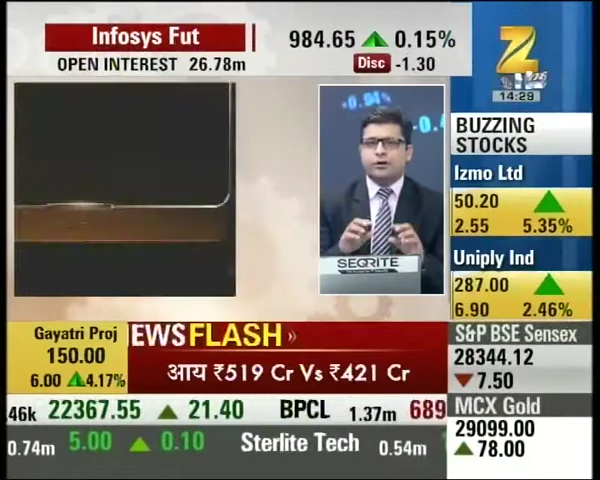 Infosys Fut
984.65 0.15%
OPEN INTEREST 26.78m
Disc -1.30
Z
14:29
BUZZING
STOCKS
Izmo Ltd
50.20
2.55 5.35%
Uniply Ind
287.00
6.90 2.46%
SEQRITE
Gayatri Proj
150.00
6.00 4.17%
EWS FLASH »
आय ₹519 Cr Vs ₹421 Cr
S&P BSE Sensex
28344.12
7.50
MCX Gold
29099.00
78.00
46k 22367.55 21.40 BPCL 1.37m 689
0.74m 5.00 0.10 Sterlite Tech 0.54m